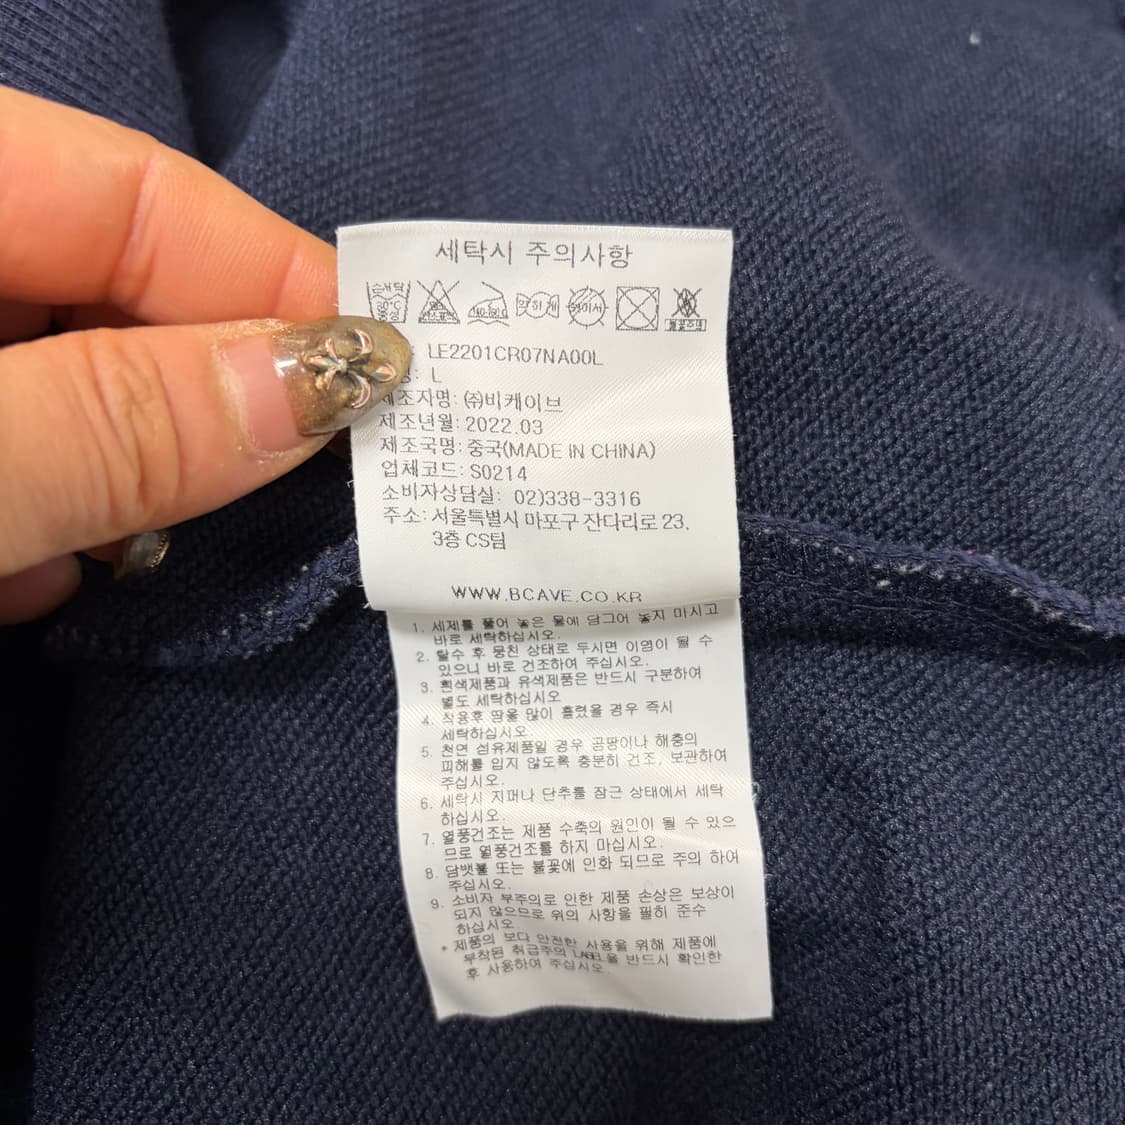 세탁시 주의사항
손세탁
30°C
중성
하이서
불꽃주의
LE2201CR07NA00L
: L
제조자명: ㈜비케이브
제조년월: 2022.03
제조국명: 중국(MADE IN CHINA)
업체코드: S0214
소비자상담실: 02)338-3316
주소: 서울특별시 마포구 잔다리로 23,
3층 CS팀
WWW.BCAVE.CO.KR
1. 세제를 풀어 놓은 물에 담그어 놓지 마시고
바로 세탁하십시오.
2. 탈수 후 뭉친 상태로 두시면 이염이 될 수
있으니 바로 건조하여 주십시오.
3. 흰색제품과 유색제품은 반드시 구분하여
별도 세탁하십시오
4. 착용후 땀을 많이 흘렸을 경우 즉시
세탁하십시오
5. 천연 섬유제품일 경우 곰팡이나 해충의
피해를 입지 않도록 충분히 건조, 보관하여
주십시오.
6. 세탁시 지퍼나 단추를 잠근 상태에서 세탁
하십시오.
7. 열풍건조는 제품 수축의 원인이 될 수 있으
므로 열풍건조를 하지 마십시오.
8. 담뱃불 또는 불꽃에 인화 되므로 주의 하여
주십시오.
9. 소비자 부주의로 인한 제품 손상은 보상이
되지 않으므로 위의 사항을 필히 준수
하십시오.
* 제품의 보다 안전한 사용을 위해 제품에
부착된 취급주의 LABEL을 반드시 확인한
후 사용하여 주십시오.